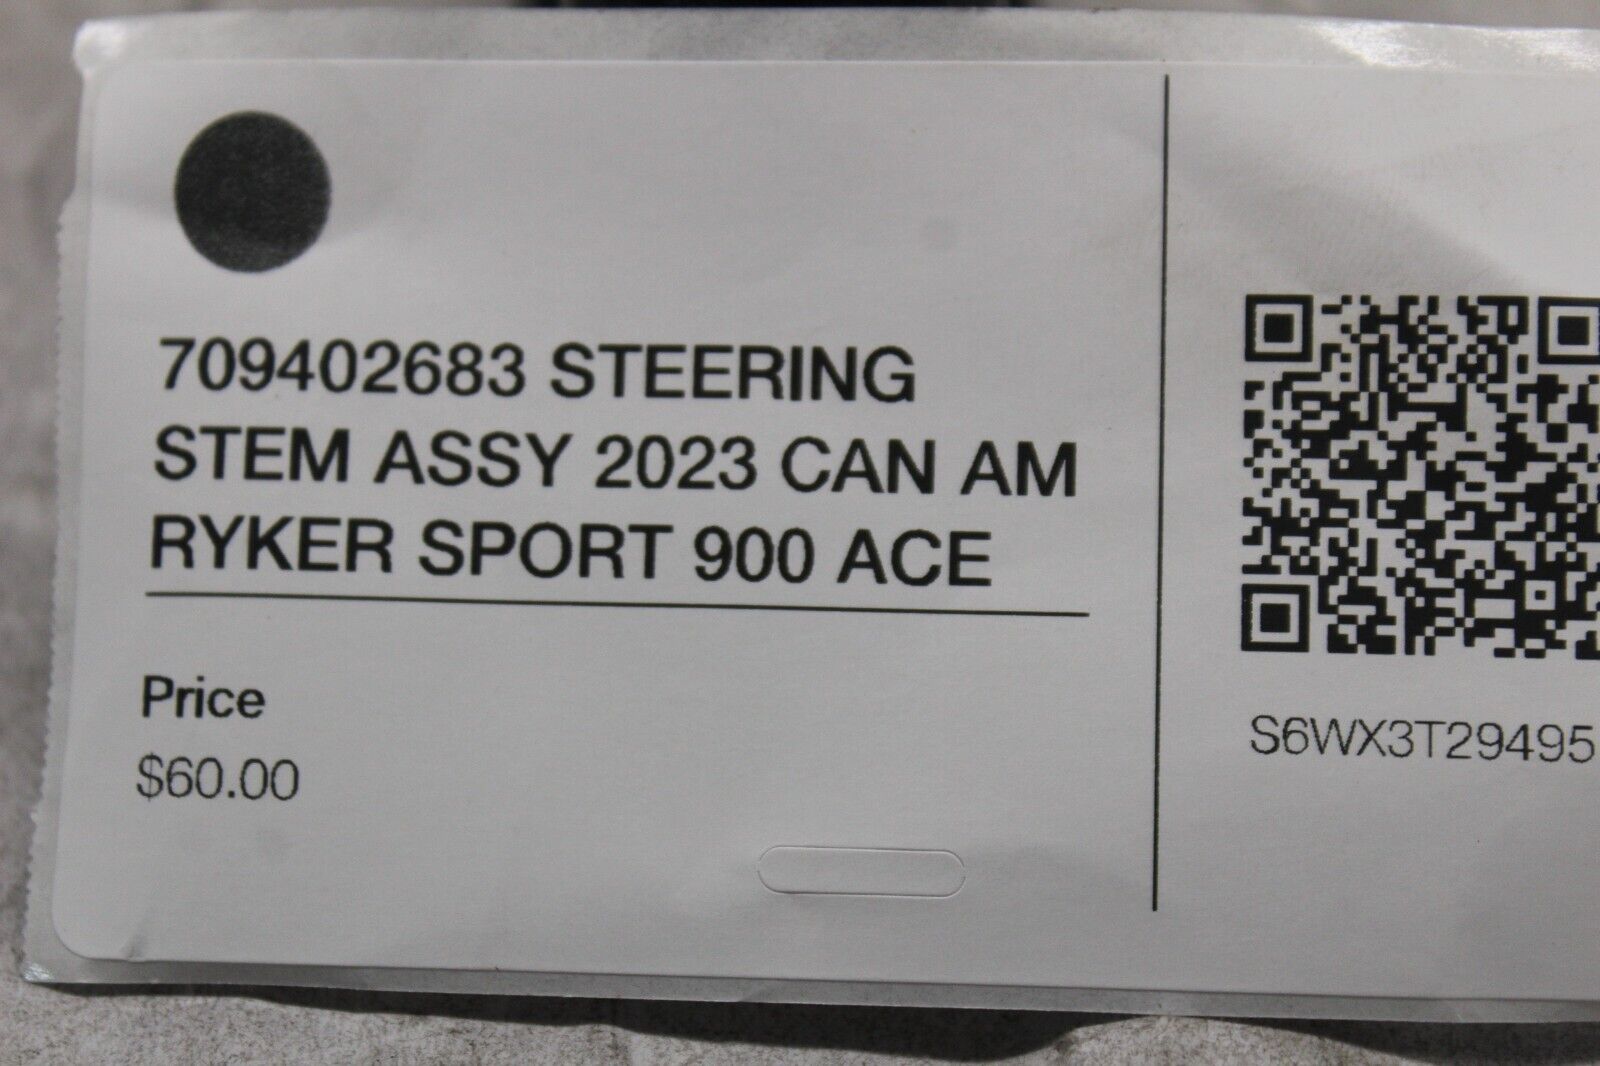 709402683 STEERING
STEM ASSY 2023 CAN AM
RYKER SPORT 900 ACE
Price
$60.00
S6WX3T29495